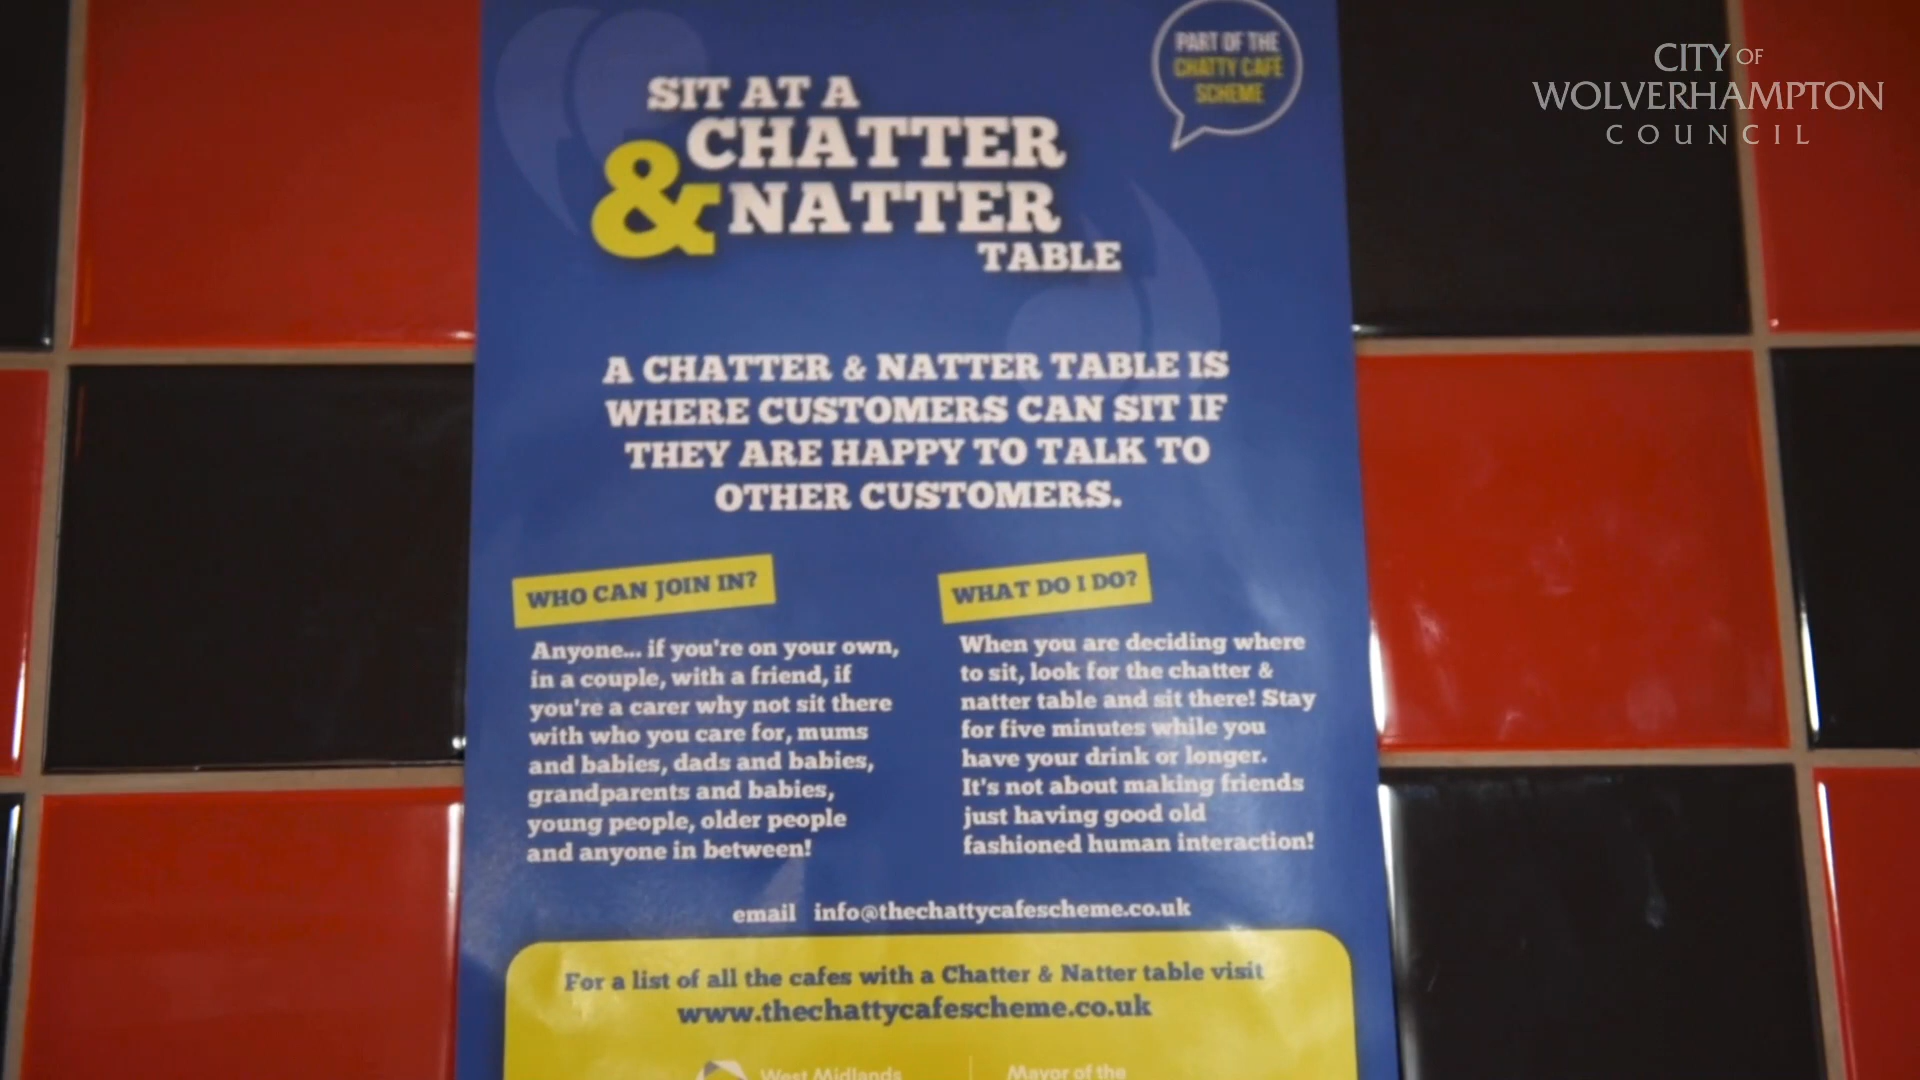 SIT AT A
CHATTER
& NATTER
TABLE
PART OF THE
CHATTY CAFÉ
SCHEME
CITY OF
WOLVERHAMPTON
COUNCIL
A CHATTER & NATTER TABLE IS
WHERE CUSTOMERS CAN SIT IF
THEY ARE HAPPY TO TALK TO
OTHER CUSTOMERS.
WHO CAN JOIN IN?
Anyone... if you're on your own,
in a couple, with a friend, if
you're a carer why not sit there
with who you care for, mums
and babies, dads and babies,
grandparents and babies,
young people, older people
and anyone in between!
WHAT DO I DO?
When you are deciding where
to sit, look for the chatter &
natter table and sit there! Stay
for five minutes while you
have your drink or longer.
It's not about making friends
just having good old
fashioned human interaction!
email info@thechattycafescheme.co.uk
For a list of all the cafes with a Chatter & Natter table visit
www.thechattycafescheme.co.uk
West Midlands
Mayor of the